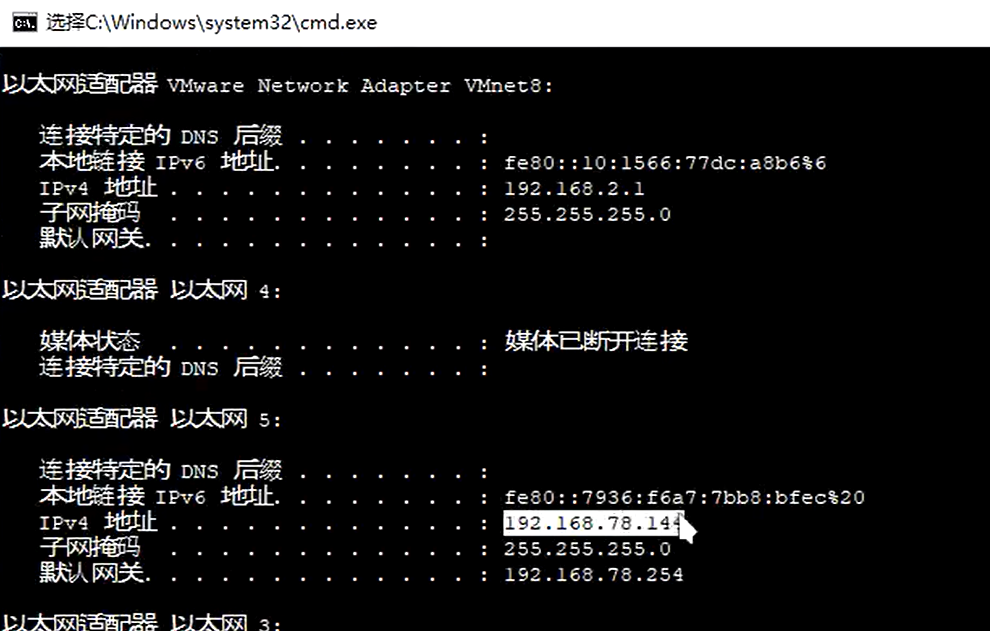 选择C:\Windows\system32\cmd.exe
以太网适配器 VMware Network Adapter VMnet8:
连接特定的 DNS 后缀 . . . . . . . :
本地链接 IPv6 地址. . . . . . . . : fe80::10:1566:77dc:a8b6%6
IPv4 地址 . . . . . . . . . . . . : 192.168.2.1
子网掩码  . . . . . . . . . . . . : 255.255.255.0
默认网关. . . . . . . . . . . . . :
以太网适配器 以太网 4:
媒体状态  . . . . . . . . . . . . : 媒体已断开连接
连接特定的 DNS 后缀 . . . . . . . :
以太网适配器 以太网 5:
连接特定的 DNS 后缀 . . . . . . . :
本地链接 IPv6 地址. . . . . . . . : fe80::7936:f6a7:7bb8:bfec%20
IPv4 地址 . . . . . . . . . . . . : 192.168.78.144
子网掩码  . . . . . . . . . . . . : 255.255.255.0
默认网关. . . . . . . . . . . . . : 192.168.78.254
以太网适配器 以太网 3: